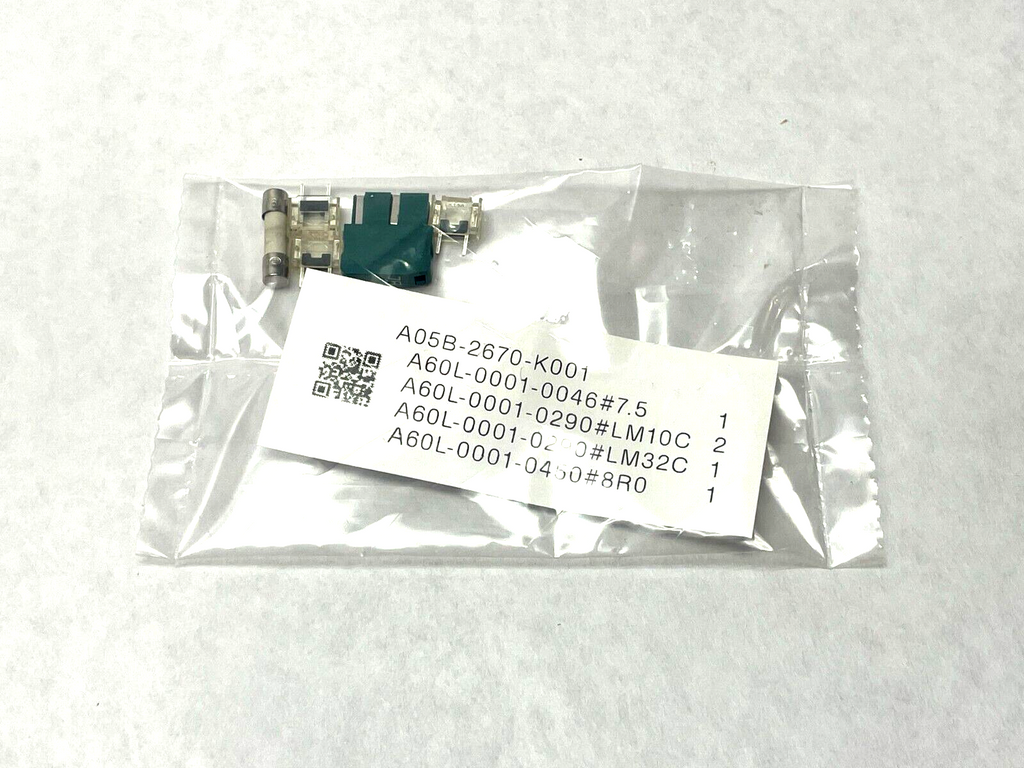 A05B-2670-K001
A60L-0001-0046#7.5 1
A60L-0001-0290#LM10C 2
A60L-0001-0290#LM32C 1
A60L-0001-0450#8R0 1